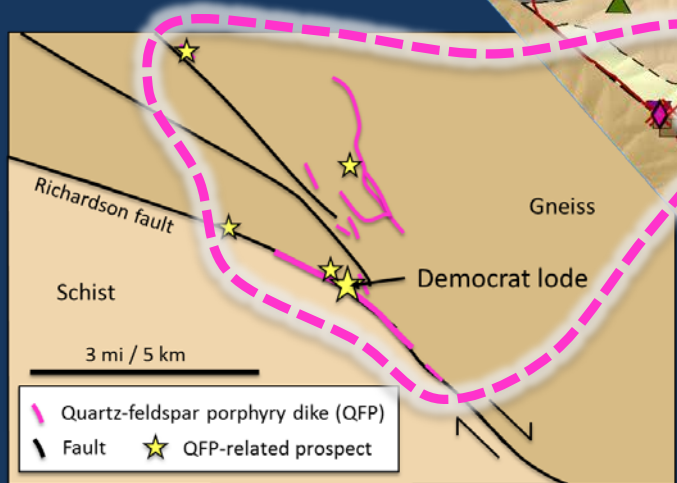 Richardson fault
Gneiss
Democrat lode
Schist
3 mi / 5 km
Quartz-feldspar porphyry dike (QFP)
Fault QFP-related prospect